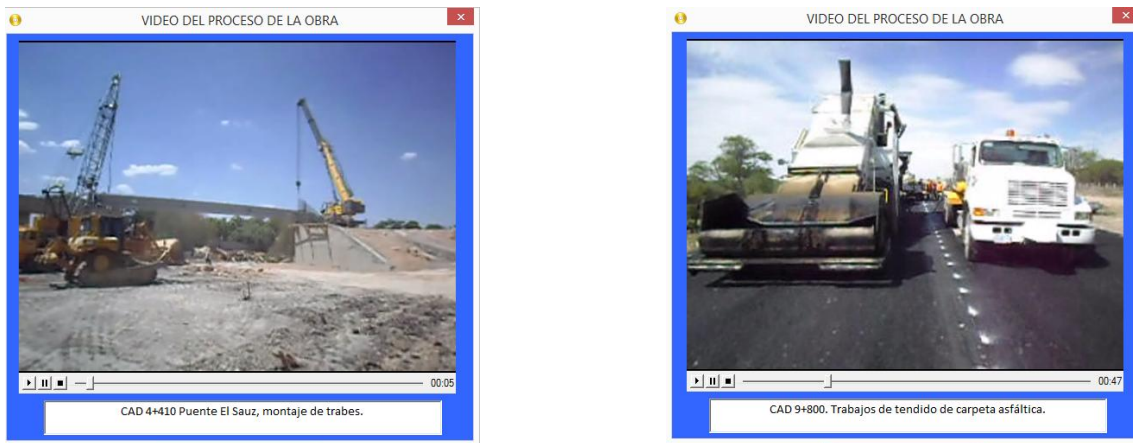 VIDEO DEL PROCESO DE LA OBRA
00:05
CAD 4+410 Puente El Sauz, montaje de trabes.
VIDEO DEL PROCESO DE LA OBRA
00:47
CAD 9+800. Trabajos de tendido de carpeta asfáltica.